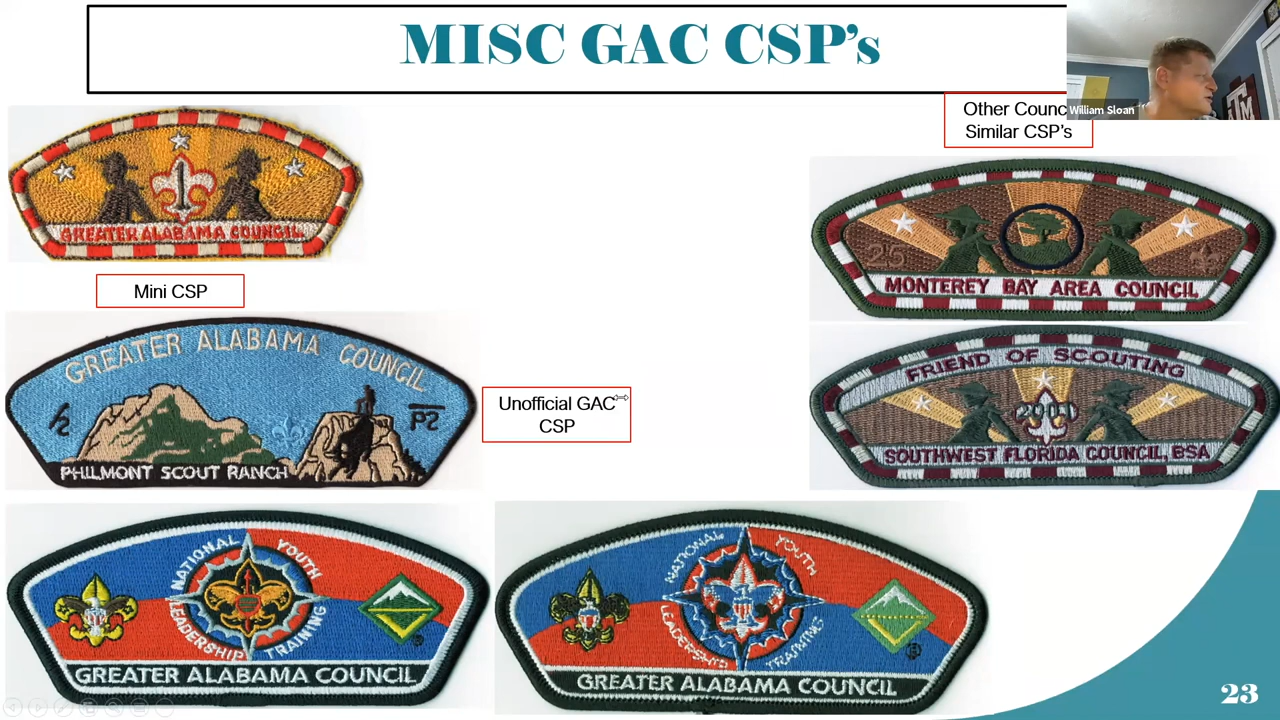 MISC GAC CSP's
William Sloan
Other Counc
Similar CSP's
GREATER ALABAMA COUNCIL
Mini CSP
25
MONTEREY BAY AREA COUNCIL
GREATER ALABAMA COUNCIL
PHILMONT SCOUT RANCH
Unofficial GAC
CSP
FRIEND OF SCOUTING
2001
SOUTHWEST FLORIDA COUNCIL, BSA
NATIONAL YOUTH
LEADERSHIP TRAINING
GREATER ALABAMA COUNCIL
NATIONAL YOUTH
LEADERSHIP TRAINING
GREATER ALABAMA COUNCIL
23